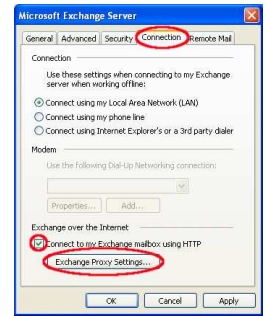 Microsoft Exchange Server
General Advanced Security Connection Remote Mail
Connection
Use these settings when connecting to my Exchange
server when working offline:
Connect using my Local Area Network (LAN)
Connect using my phone line
Connect using Internet Explorer's or a 3rd party dialer
Modem
Use the following Dial-Up Networking connection:
Properties... Add...
Exchange over the Internet
Connect to my Exchange mailbox using HTTP
Exchange Proxy Settings...
OK Cancel Apply